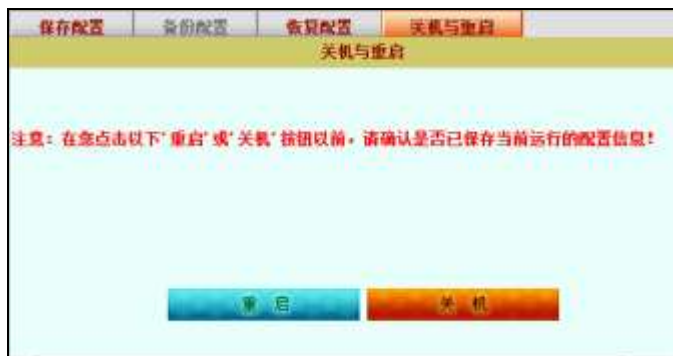 保存配置 备份配置 恢复配置 关机与重启
关机与重启
注意：在您点击以下"重启"或"关机"按钮以前，请确认是否已保存当前运行的配置信息！
重 启 关 机